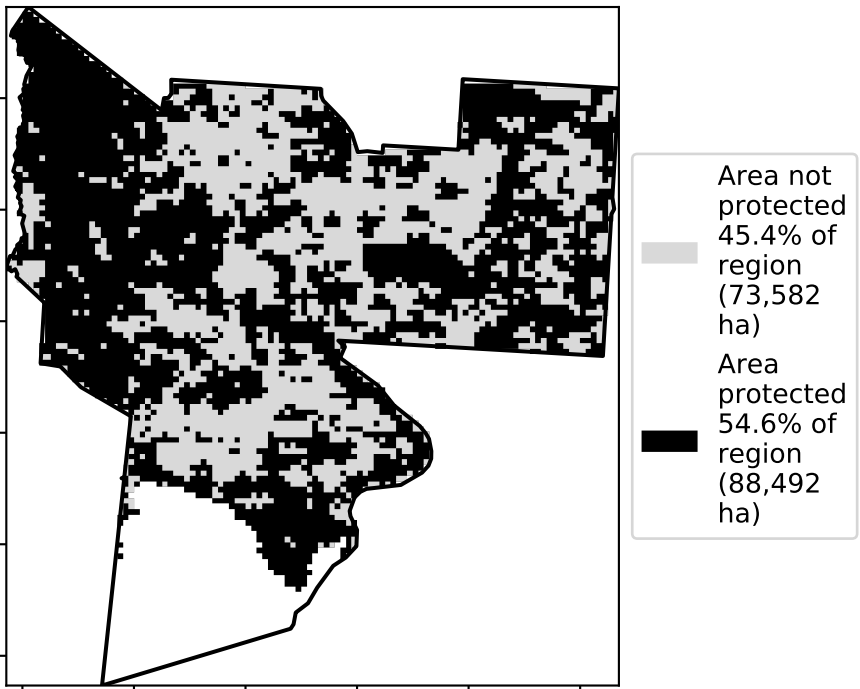 Area not
protected
45.4% of
region
(73,582
ha)
Area
protected
54.6% of
region
(88,492
ha)